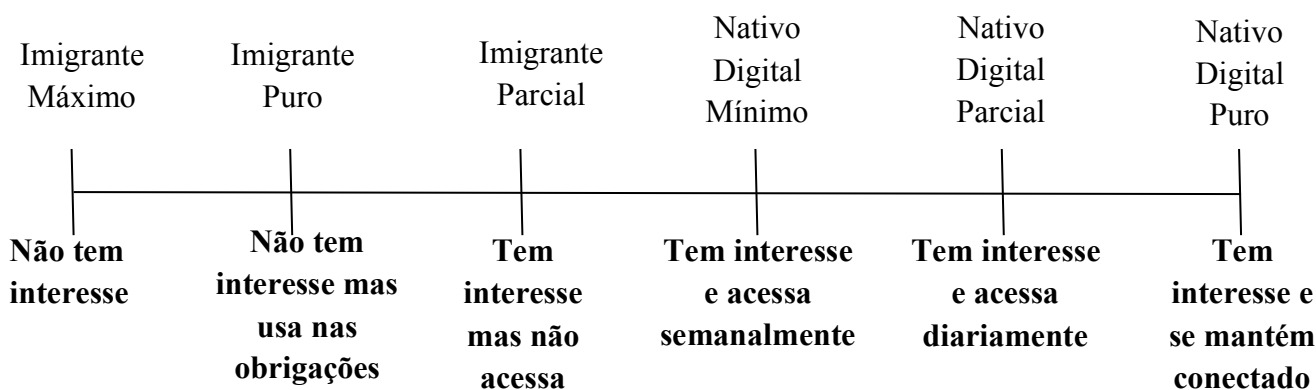 Imigrante
Máximo
Imigrante
Puro
Imigrante
Parcial
Nativo
Digital
Mínimo
Nativo
Digital
Parcial
Nativo
Digital
Puro
Não tem
interesse
Não tem
interesse mas
usa nas
obrigações
Tem
interesse
mas não
acessa
Tem interesse
e acessa
semanalmente
Tem interesse
e acessa
diariamente
Tem
interesse e
se mantém
conectado